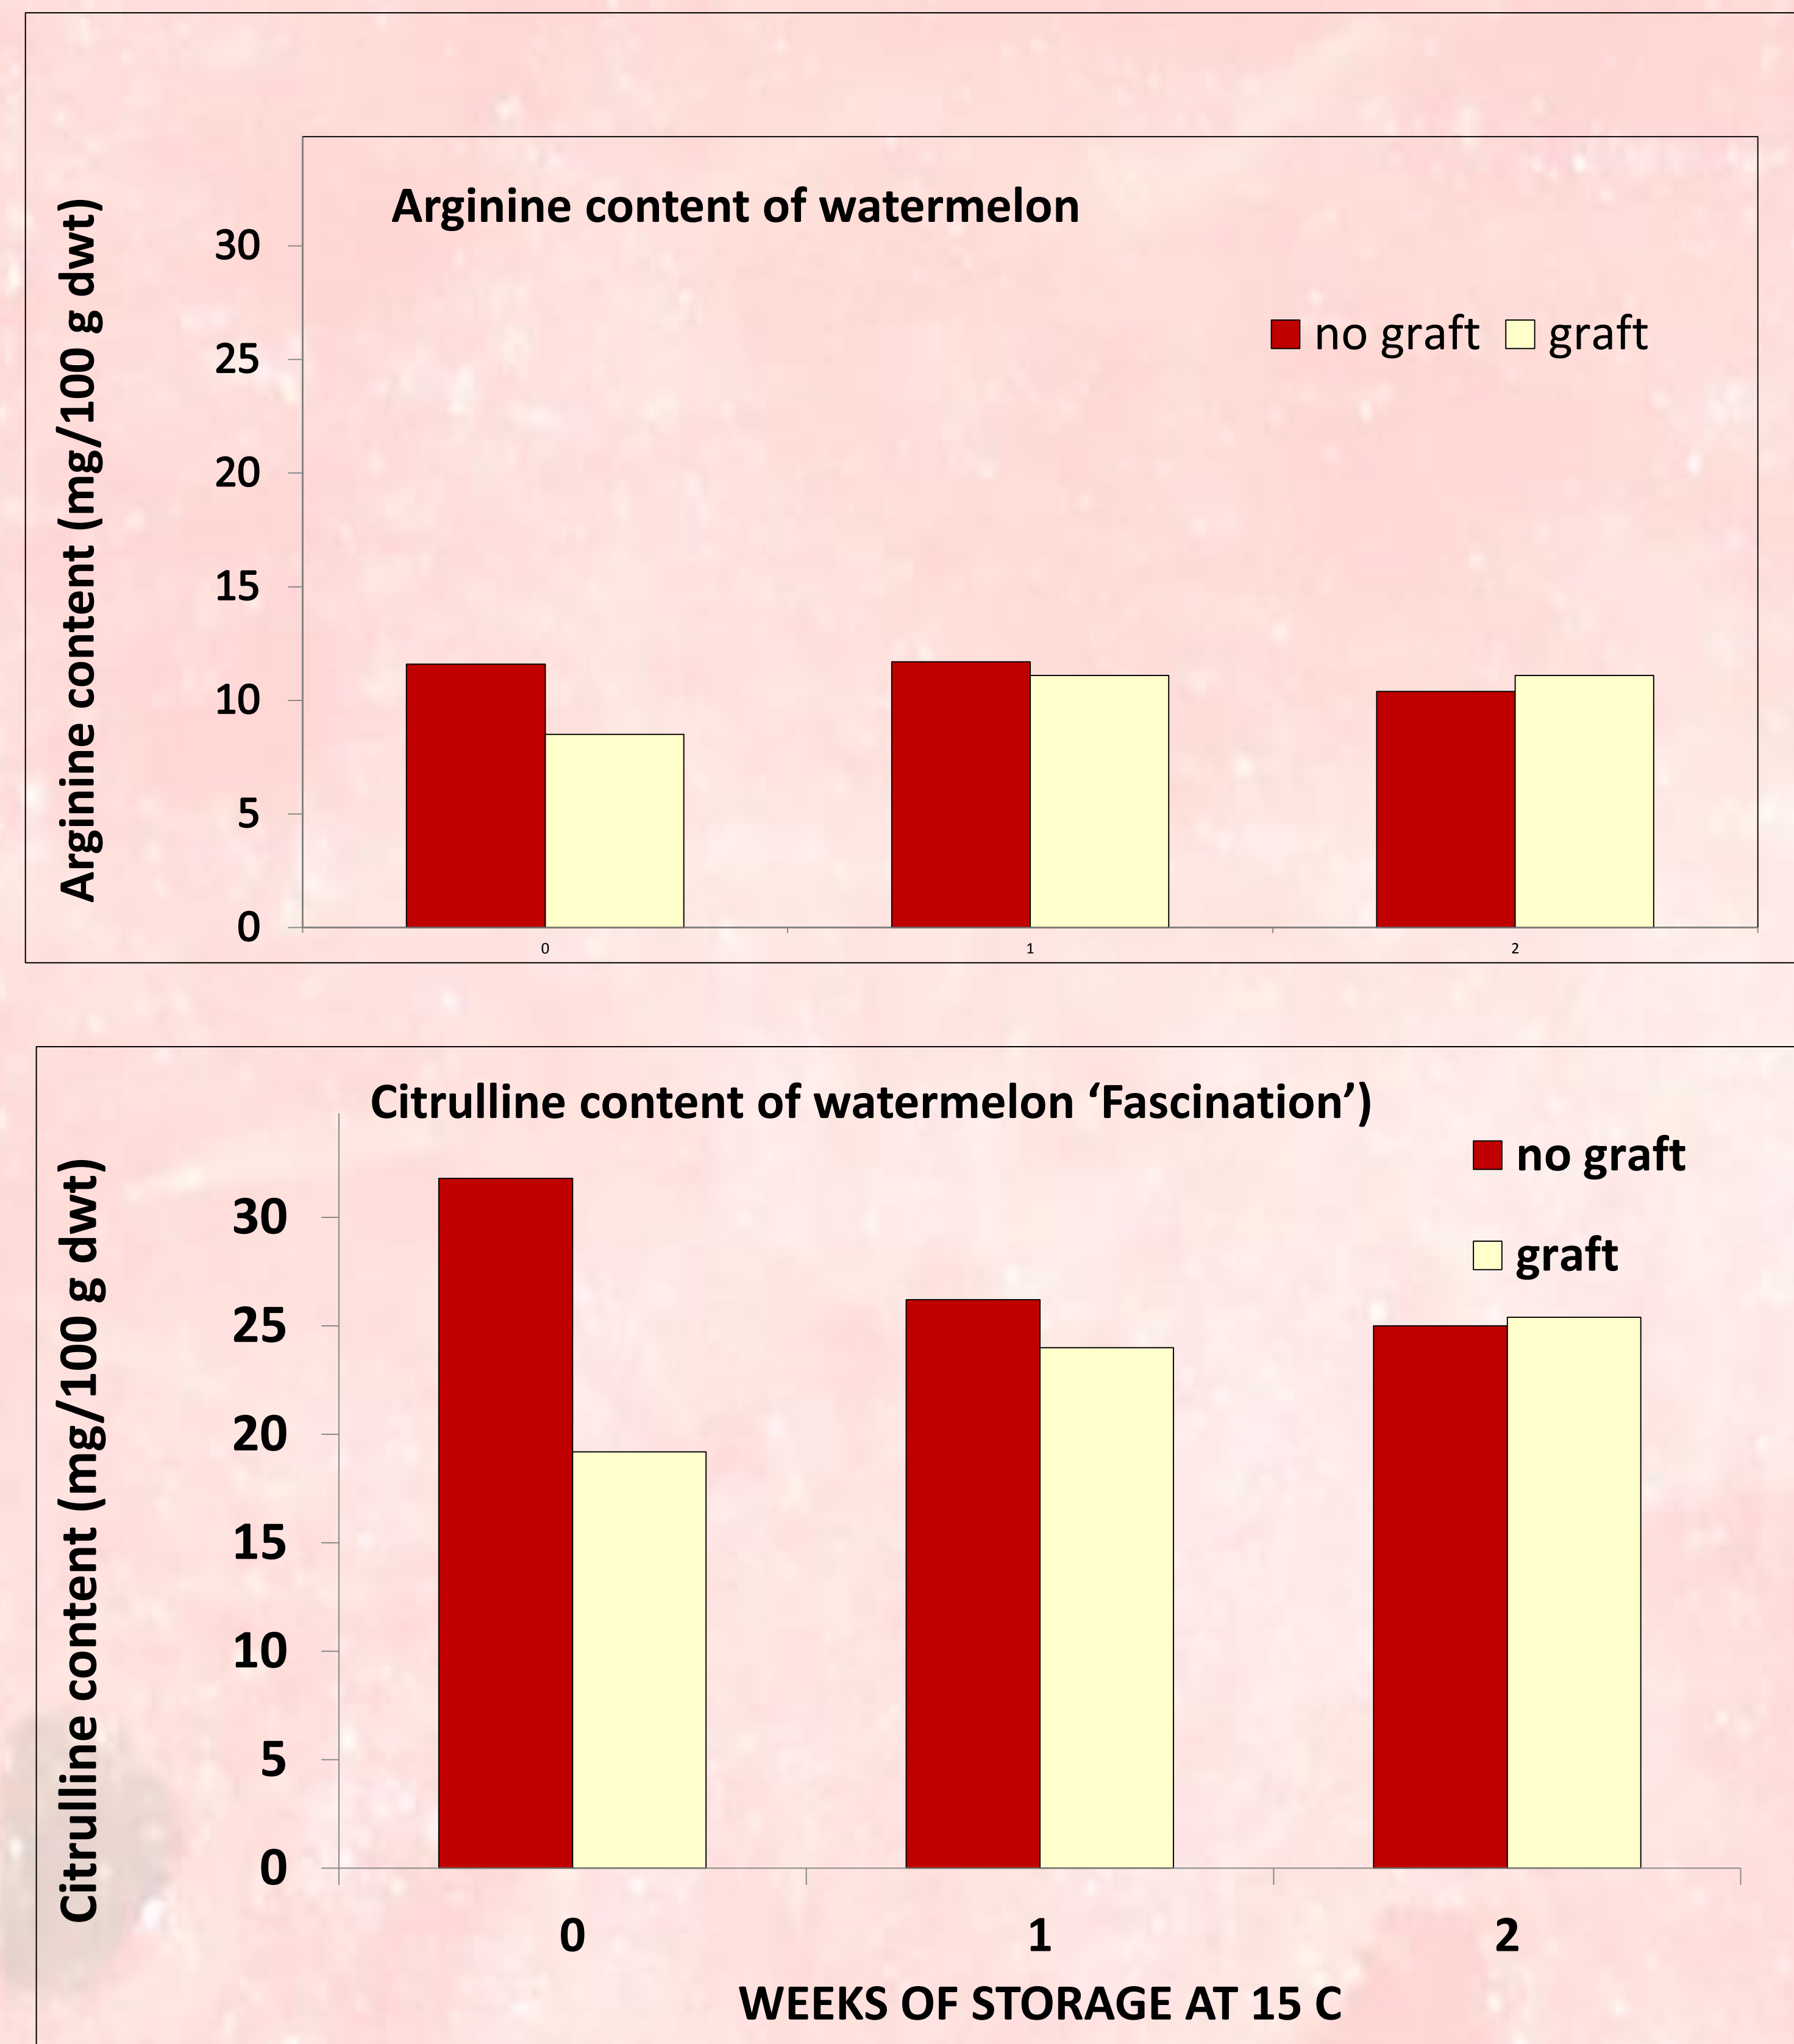 Arginine content of watermelon
Arginine content (mg/100 g dwt)
30
25
20
15
10
5
0
no graft graft
0 1 2
Citrulline content of watermelon ‘Fascination’)
Citrulline content (mg/100 g dwt)
no graft
graft
30
25
20
15
10
5
0
0 1 2
WEEKS OF STORAGE AT 15 C